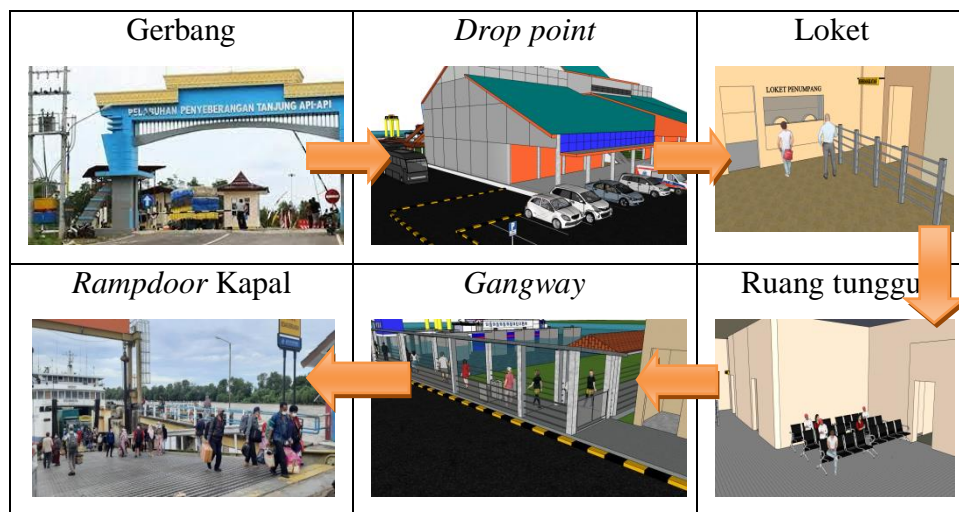 Gerbang
Drop point
Loket
PELABUHAN PENYEBERANGAN TANJUNG API-API
LOKET PENUMPANG
Rampdoor Kapal
Gangway
Ruang tunggu